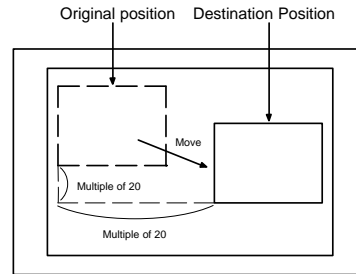 Original position
Destination Position
Move
Multiple of 20
Multiple of 20